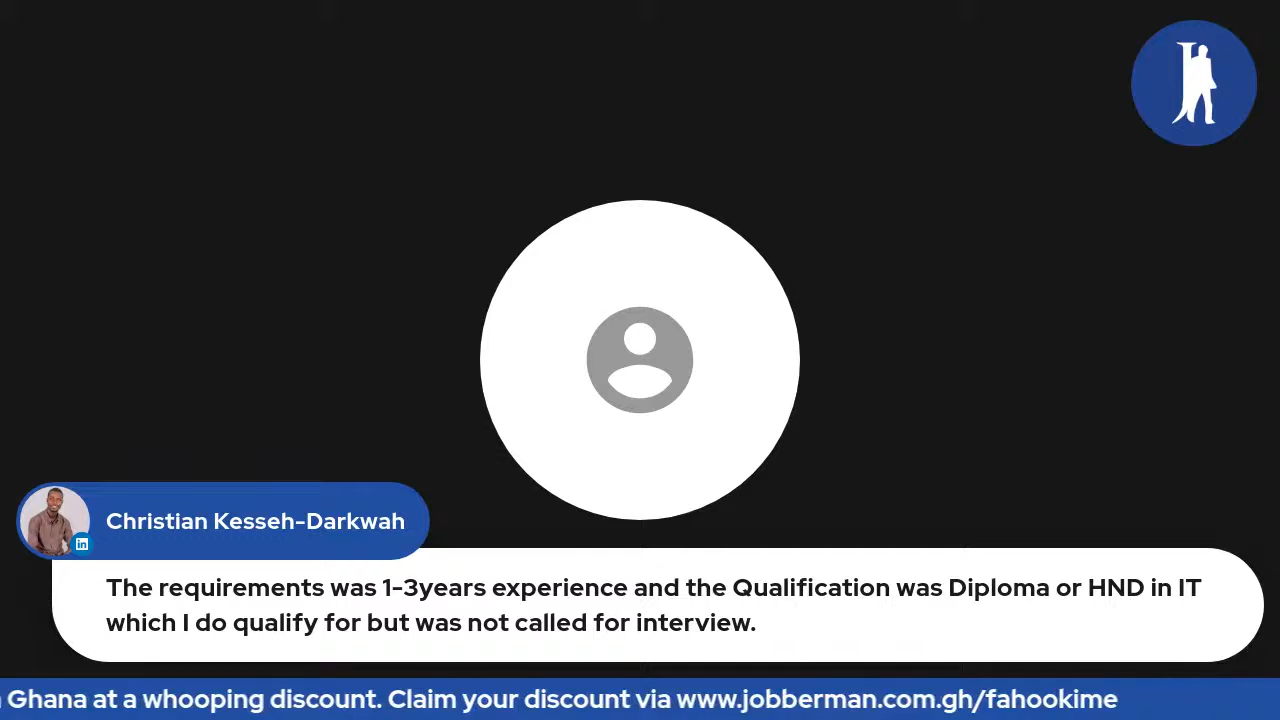 Christian Kesseh-Darkwah
in
The requirements was 1-3years experience and the Qualification was Diploma or HND in IT
which I do qualify for but was not called for interview.
Ghana at a whooping discount. Claim your discount via www.jobberman.com.gh/fahookime